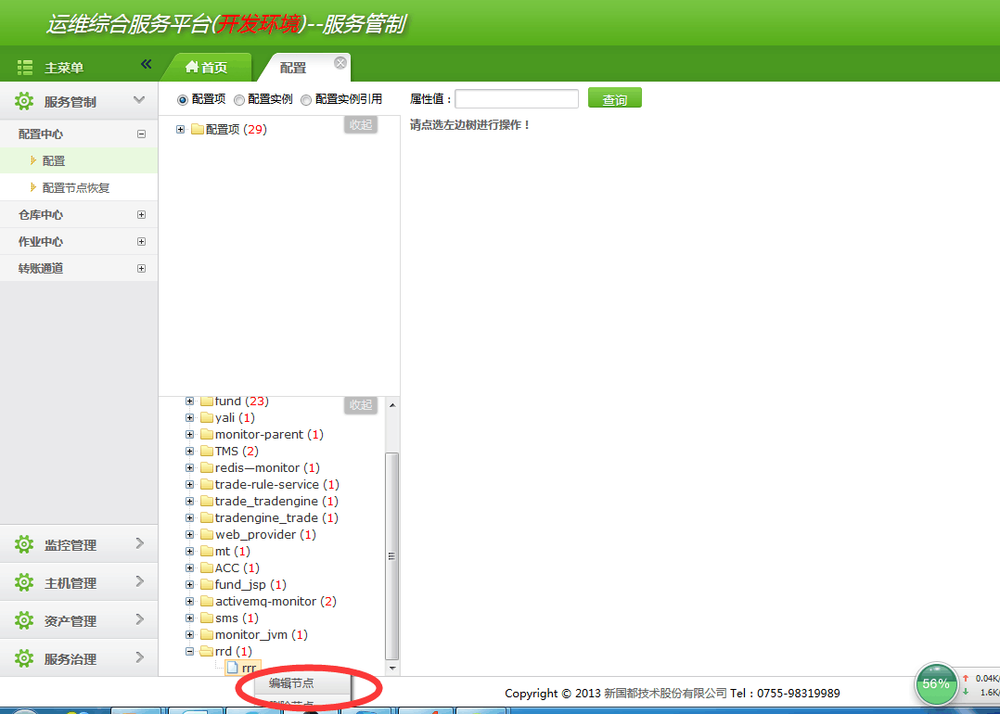 运维综合服务平台(开发环境)--服务管制
主菜单
首页
配置
服务管制
配置中心
配置
配置节点恢复
仓库中心
作业中心
转账通道
监控管理
主机管理
资产管理
服务治理
配置项 配置实例 配置实例引用
配置项 (29)
收起
fund (23)
收起
yali (1)
monitor-parent (1)
TMS (2)
redis—monitor (1)
trade-rule-service (1)
trade_tradengine (1)
tradengine_trade (1)
web_provider (1)
mt (1)
ACC (1)
fund_jsp (1)
activemq-monitor (2)
sms (1)
monitor_jvm (1)
rrd (1)
rrr
编辑节点
属性值： 查询
请点选左边树进行操作！
Copyright © 2013 新国都技术股份有限公司 Tel：0755-98319989
56%
0.04K/
1.6K/